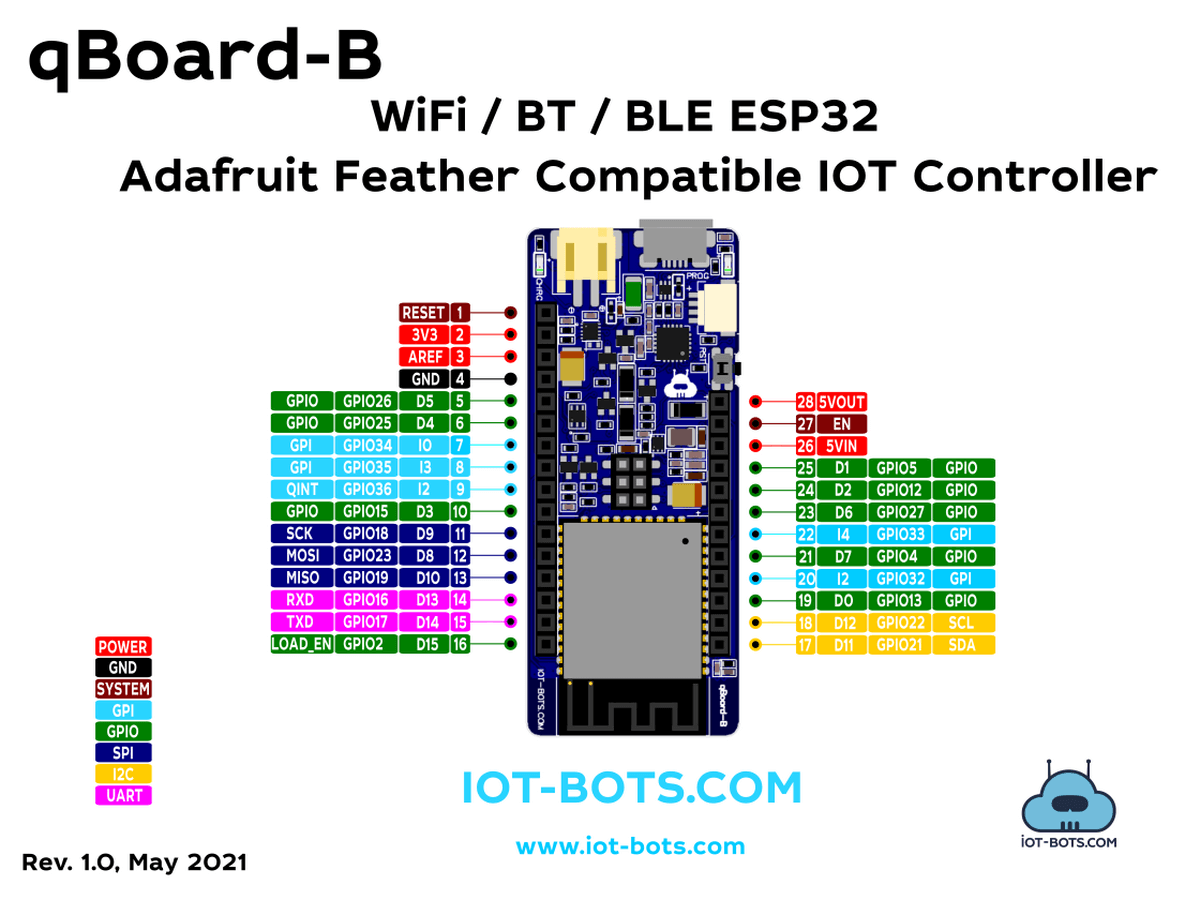 qBoard-B
WiFi / BT / BLE ESP32
Adafruit Feather Compatible IOT Controller
CHRG
PROG
RST
RESET 1
3V3 2
AREF 3
GND 4
GPIO GPIO26 D5 5
GPIO GPIO25 D4 6
GPI GPIO34 IO 7
GPI GPIO35 I3 8
QINT GPIO36 I2 9
GPIO GPIO15 D3 10
SCK GPIO18 D9 11
MOSI GPIO23 D8 12
MISO GPIO19 D10 13
RXD GPIO16 D13 14
TXD GPIO17 D14 15
LOAD_EN GPIO2 D15 16
28 5VOUT
27 EN
26 5VIN
25 D1 GPIO5 GPIO
24 D2 GPIO12 GPIO
23 D6 GPIO27 GPIO
22 I4 GPIO33 GPI
21 D7 GPIO4 GPIO
20 I2 GPIO32 GPI
19 D0 GPIO13 GPIO
18 D12 GPIO22 SCL
17 D11 GPIO21 SDA
IOT-BOTS.COM
qBoard-B
POWER
GND
SYSTEM
GPI
GPIO
SPI
I2C
UART
IOT-BOTS.COM
www.iot-bots.com
iOT-BOTS.COM
Rev. 1.0, May 2021